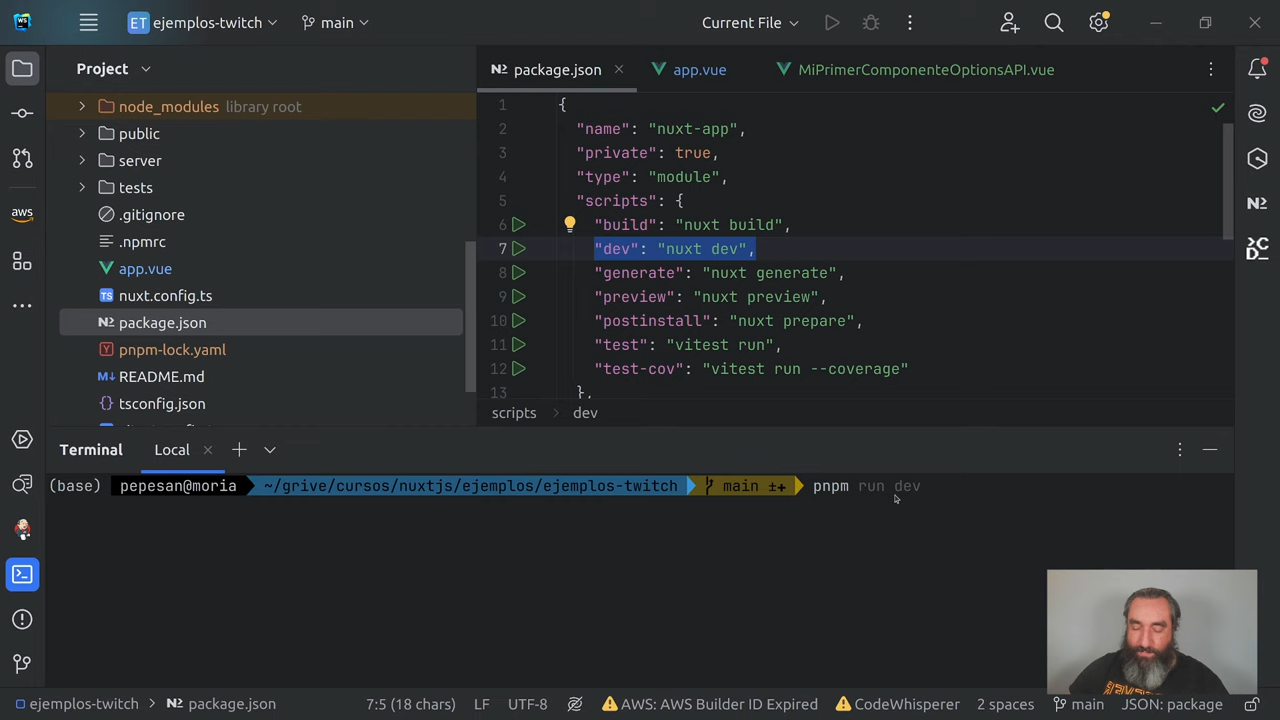 WS
ET ejemplos-twitch
main
Current File
Project
package.json
app.vue
MiPrimerComponenteOptionsAPI.vue
node_modules library root
public
server
tests
.gitignore
.npmrc
app.vue
TS nuxt.config.ts
package.json
pnpm-lock.yaml
README.md
tsconfig.json
aws
1 {
2 "name": "nuxt-app",
3 "private": true,
4 "type": "module",
5 "scripts": {
6 "build": "nuxt build",
7 "dev": "nuxt dev",
8 "generate": "nuxt generate",
9 "preview": "nuxt preview",
10 "postinstall": "nuxt prepare",
11 "test": "vitest run",
12 "test-cov": "vitest run --coverage"
13 },
scripts > dev
Terminal
Local
(base) pepesan@moria ~/grive/cursos/nuxtjs/ejemplos/ejemplos-twitch main ±+ pnpm run dev
ejemplos-twitch > package.json
7:5 (18 chars)
LF
UTF-8
AWS: AWS Builder ID Expired
CodeWhisperer
2 spaces
main
JSON: package